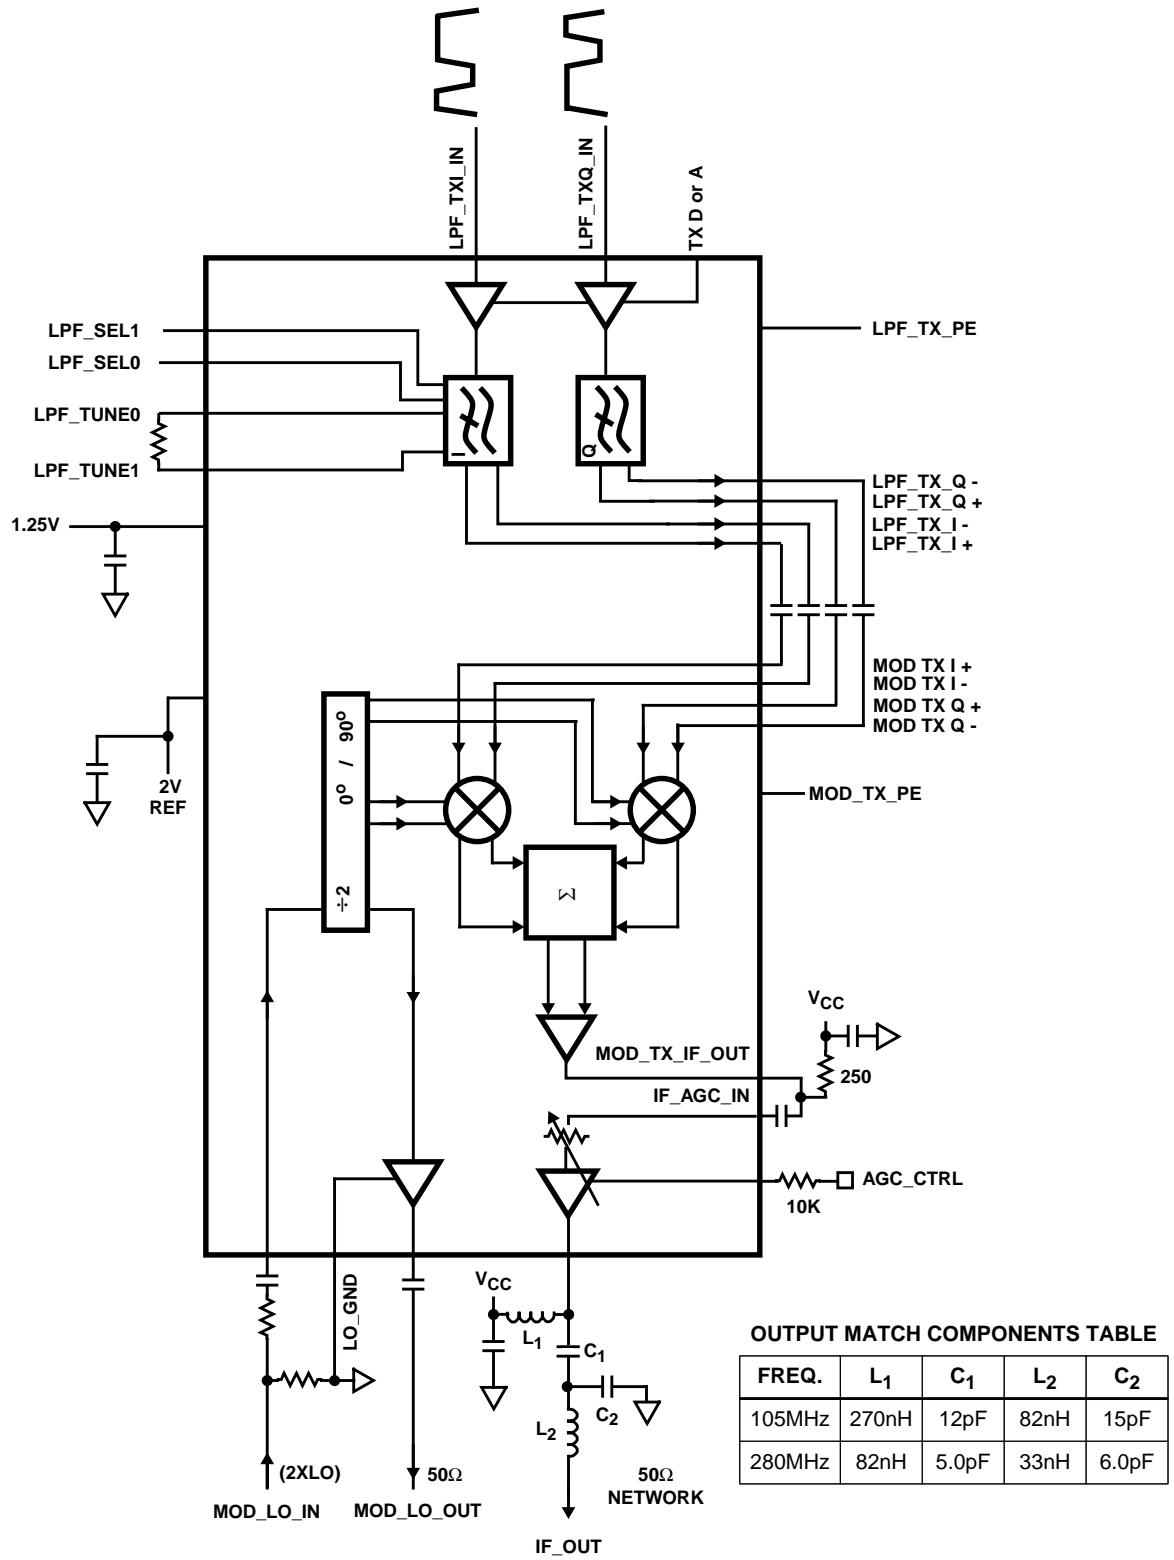 LPF_TXI_IN
LPF_TXQ_IN
TX D or A
LPF_SEL1
LPF_SEL0
LPF_TUNE0
LPF_TUNE1
1.25V
LPF_TX_PE
I
Q
LPF_TX_Q -
LPF_TX_Q +
LPF_TX_I -
LPF_TX_I +
MOD TX I +
MOD TX I -
MOD TX Q +
MOD TX Q -
2V
REF
0° / 90°
÷2
Σ
MOD_TX_PE
VCC
250
MOD_TX_IF_OUT
IF_AGC_IN
AGC_CTRL
10K
LO_GND
VCC
L1
C1
C2
L2
(2XLO)
MOD_LO_IN
50Ω
MOD_LO_OUT
50Ω
NETWORK
IF_OUT
OUTPUT MATCH COMPONENTS TABLE
FREQ. L1 C1 L2 C2
105MHz 270nH 12pF 82nH 15pF
280MHz 82nH 5.0pF 33nH 6.0pF